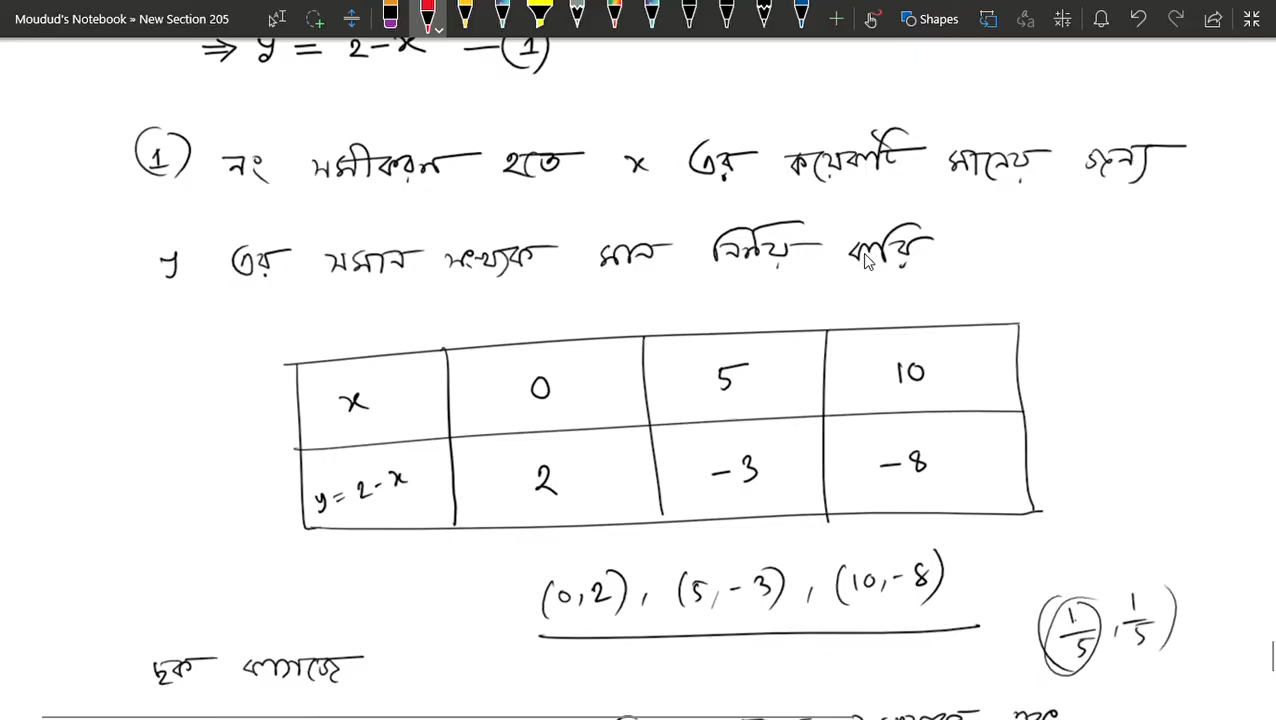 Moudud's Notebook » New Section 205
Shapes
⇒ y = 2-x —(1)
(1) নং সমীকরণ হতে x এর কয়েকটি মানের জন্য
y এর সমান সংখ্যক মান নির্ণয় করি
x 0 5 10
y = 2-x 2 -3 -8
(0,2), (5,-3), (10,-8)
(1/5, 1/5)
ছক কাগজে